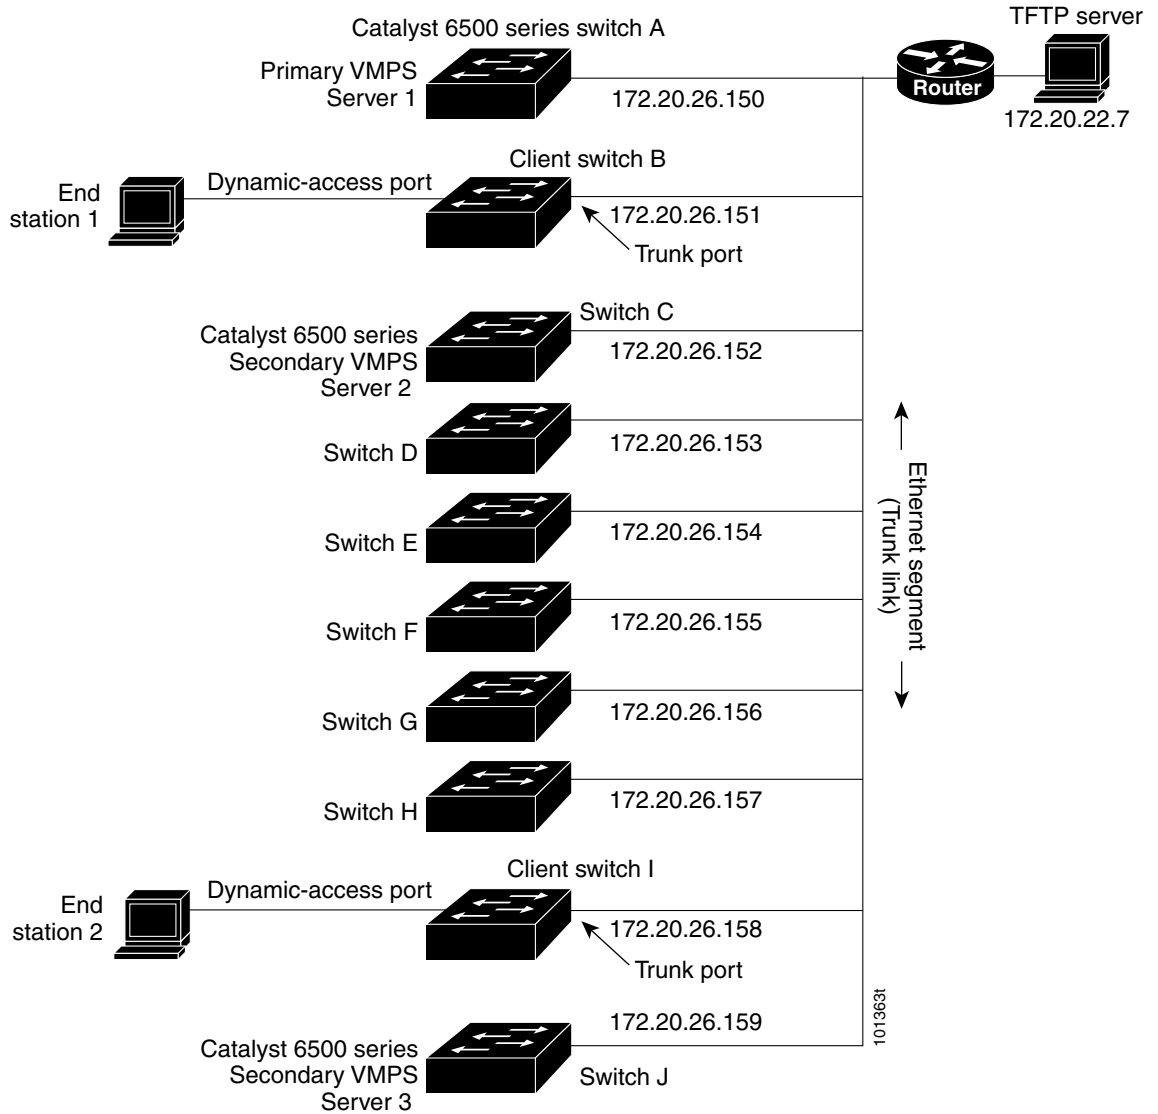 TFTP server
Catalyst 6500 series switch A
Primary VMPS
Server 1
Router
172.20.26.150
172.20.22.7
Client switch B
Dynamic-access port
End
station 1
172.20.26.151
Trunk port
Switch C
Catalyst 6500 series
Secondary VMPS
Server 2
172.20.26.152
Switch D
172.20.26.153
Ethernet segment
(Trunk link)
Switch E
172.20.26.154
Switch F
172.20.26.155
Switch G
172.20.26.156
Switch H
172.20.26.157
Client switch I
Dynamic-access port
End
station 2
172.20.26.158
Trunk port
101363t
172.20.26.159
Catalyst 6500 series
Secondary VMPS
Server 3
Switch J